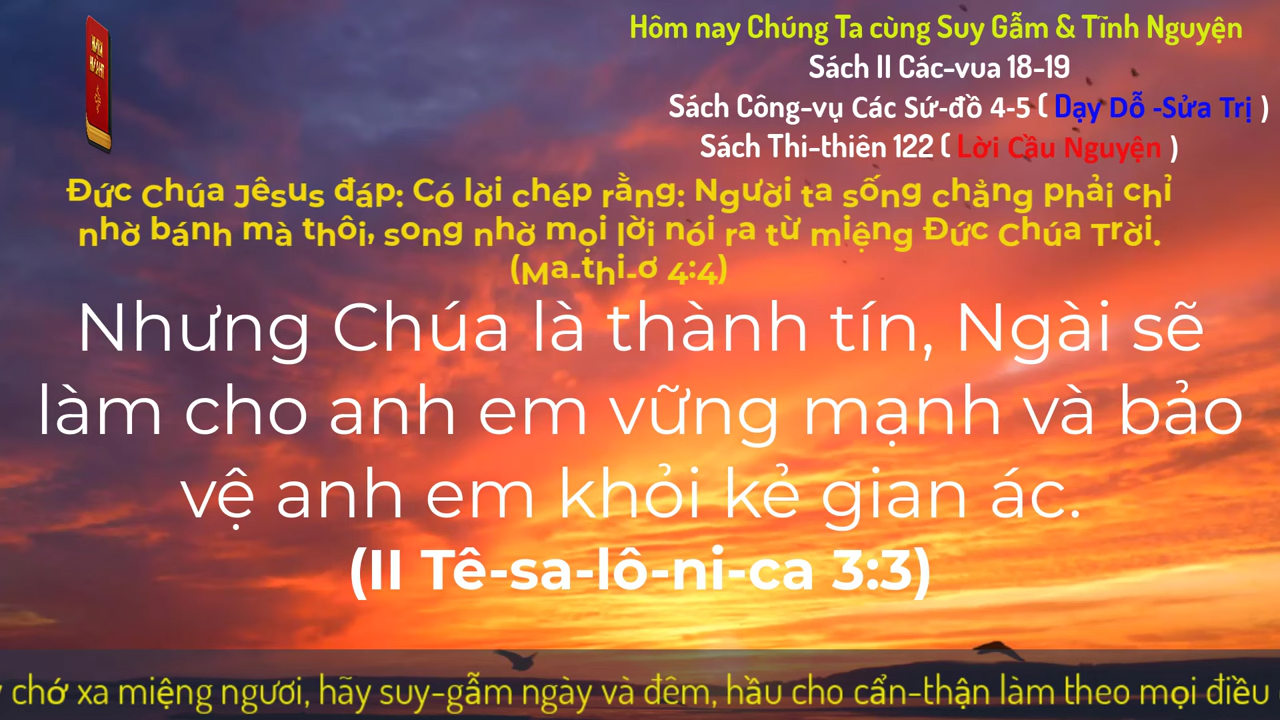 Hôm nay Chúng Ta cùng Suy Gẫm & Tĩnh Nguyện
Sách II Các-vua 18-19
Sách Công-vụ Các Sứ-đồ 4-5 ( Dạy Dỗ -Sửa Trị )
Sách Thi-thiên 122 ( Lời Cầu Nguyện )
Đức Chúa Jêsus đáp: Có lời chép rằng: Người ta sống chẳng phải chỉ
nhờ bánh mà thôi, song nhờ mọi lời nói ra từ miệng Đức Chúa Trời.
(Ma-thi-ơ 4:4)
Nhưng Chúa là thành tín, Ngài sẽ
làm cho anh em vững mạnh và bảo
vệ anh em khỏi kẻ gian ác.
(II Tê-sa-lô-ni-ca 3:3)
chớ xa miệng ngươi, hãy suy-gẫm ngày và đêm, hầu cho cẩn-thận làm theo mọi điều